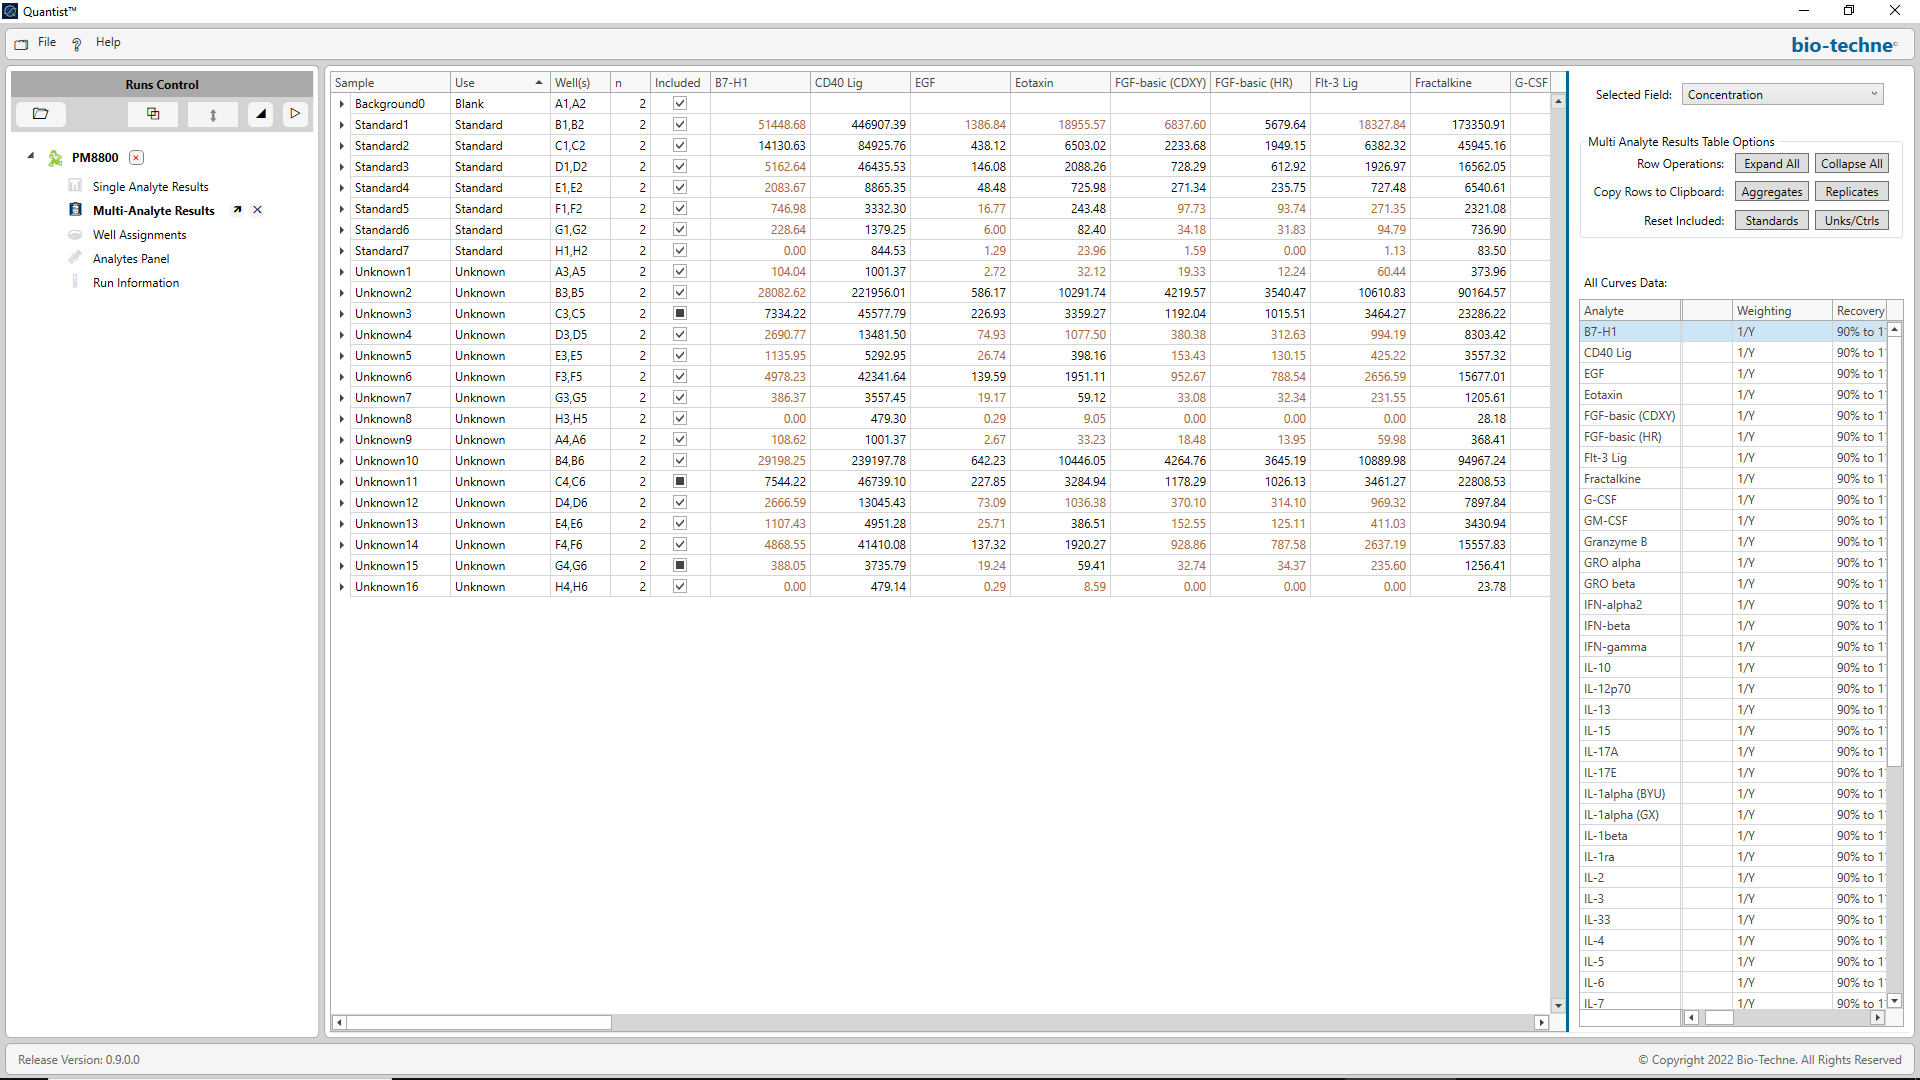 Quantist™
File Help
bio-techne
Runs Control
PM8800
Single Analyte Results
Multi-Analyte Results
Well Assignments
Analytes Panel
Run Information
Sample Use Well(s) n Included B7-H1 CD40 Lig EGF Eotaxin FGF-basic (CDXY) FGF-basic (HR) Flt-3 Lig Fractalkine G-CSF
Background0 Blank A1,A2 2
Standard1 Standard B1,B2 2 51448.68 446907.39 1386.84 18955.57 6837.60 5679.64 18327.84 173350.91
Standard2 Standard C1,C2 2 14130.63 84925.76 438.12 6503.02 2233.68 1949.15 6382.32 45945.16
Standard3 Standard D1,D2 2 5162.64 46435.53 146.08 2088.26 728.29 612.92 1926.97 16562.05
Standard4 Standard E1,E2 2 2083.67 8865.35 48.48 725.98 271.34 235.75 727.48 6540.61
Standard5 Standard F1,F2 2 746.98 3332.30 16.77 243.48 97.73 93.74 271.35 2321.08
Standard6 Standard G1,G2 2 228.64 1379.25 6.00 82.40 34.18 31.83 94.79 736.90
Standard7 Standard H1,H2 2 0.00 844.53 1.29 23.96 1.59 0.00 1.13 83.50
Unknown1 Unknown A3,A5 2 104.04 1001.37 2.72 32.12 19.33 12.24 60.44 373.96
Unknown2 Unknown B3,B5 2 28082.62 221956.01 586.17 10291.74 4219.57 3540.47 10610.83 90164.57
Unknown3 Unknown C3,C5 2 7334.22 45577.79 226.93 3359.27 1192.04 1015.51 3464.27 23286.22
Unknown4 Unknown D3,D5 2 2690.77 13481.50 74.93 1077.50 380.38 312.63 994.19 8303.42
Unknown5 Unknown E3,E5 2 1135.95 5292.95 26.74 398.16 153.43 130.15 425.22 3557.32
Unknown6 Unknown F3,F5 2 4978.23 42341.64 139.59 1951.11 952.67 788.54 2656.59 15677.01
Unknown7 Unknown G3,G5 2 386.37 3557.45 19.17 59.12 33.08 32.34 231.55 1205.61
Unknown8 Unknown H3,H5 2 0.00 479.30 0.29 9.05 0.00 0.00 0.00 28.18
Unknown9 Unknown A4,A6 2 108.62 1001.37 2.67 33.23 18.48 13.95 59.98 368.41
Unknown10 Unknown B4,B6 2 29198.25 239197.78 642.23 10446.05 4264.76 3645.19 10889.98 94967.24
Unknown11 Unknown C4,C6 2 7544.22 46739.10 227.85 3284.94 1178.29 1026.13 3461.27 22808.53
Unknown12 Unknown D4,D6 2 2666.59 13045.43 73.09 1036.38 370.10 314.10 969.32 7897.84
Unknown13 Unknown E4,E6 2 1107.43 4951.28 25.71 386.51 152.55 125.11 411.03 3430.94
Unknown14 Unknown F4,F6 2 4868.55 41410.08 137.32 1920.27 928.86 787.58 2637.19 15557.83
Unknown15 Unknown G4,G6 2 388.05 3735.79 19.24 59.41 32.74 34.37 235.60 1256.41
Unknown16 Unknown H4,H6 2 0.00 479.14 0.29 8.59 0.00 0.00 0.00 23.78
Selected Field: Concentration
Multi Analyte Results Table Options
Row Operations: Expand All Collapse All
Copy Rows to Clipboard: Aggregates Replicates
Reset Included: Standards Unks/Ctrls
All Curves Data:
Analyte Weighting Recovery
B7-H1 1/Y 90% to 1
CD40 Lig 1/Y 90% to 1
EGF 1/Y 90% to 1
Eotaxin 1/Y 90% to 1
FGF-basic (CDXY) 1/Y 90% to 1
FGF-basic (HR) 1/Y 90% to 1
Flt-3 Lig 1/Y 90% to 1
Fractalkine 1/Y 90% to 1
G-CSF 1/Y 90% to 1
GM-CSF 1/Y 90% to 1
Granzyme B 1/Y 90% to 1
GRO alpha 1/Y 90% to 1
GRO beta 1/Y 90% to 1
IFN-alpha2 1/Y 90% to 1
IFN-beta 1/Y 90% to 1
IFN-gamma 1/Y 90% to 1
IL-10 1/Y 90% to 1
IL-12p70 1/Y 90% to 1
IL-13 1/Y 90% to 1
IL-15 1/Y 90% to 1
IL-17A 1/Y 90% to 1
IL-17E 1/Y 90% to 1
IL-1alpha (BYU) 1/Y 90% to 1
IL-1alpha (GX) 1/Y 90% to 1
IL-1beta 1/Y 90% to 1
IL-1ra 1/Y 90% to 1
IL-2 1/Y 90% to 1
IL-3 1/Y 90% to 1
IL-33 1/Y 90% to 1
IL-4 1/Y 90% to 1
IL-5 1/Y 90% to 1
IL-6 1/Y 90% to 1
IL-7 1/Y 90% to 1
Release Version: 0.9.0.0
© Copyright 2022 Bio-Techne. All Rights Reserved